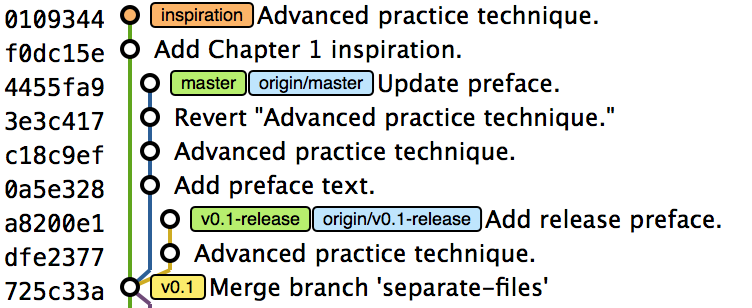 0109344 inspiration Advanced practice technique.
f0dc15e Add Chapter 1 inspiration.
4455fa9 master origin/master Update preface.
3e3c417 Revert "Advanced practice technique."
c18c9ef Advanced practice technique.
0a5e328 Add preface text.
a8200e1 v0.1-release origin/v0.1-release Add release preface.
dfe2377 Advanced practice technique.
725c33a v0.1 Merge branch 'separate-files'